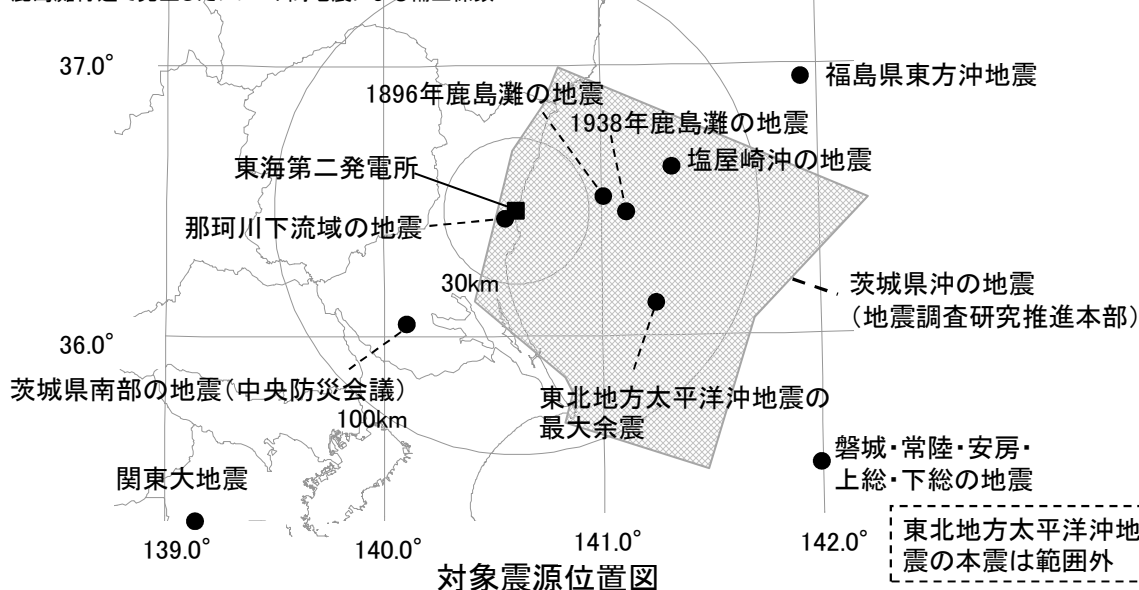 37.0°
福島県東方沖地震
1896年鹿島灘の地震
1938年鹿島灘の地震
塩屋崎沖の地震
東海第二発電所
那珂川下流域の地震
30km
茨城県沖の地震
(地震調査研究推進本部)
36.0°
茨城県南部の地震(中央防災会議)
100km
東北地方太平洋沖地震の
最大余震
磐城・常陸・安房・
上総・下総の地震
関東大地震
東北地方太平洋沖地
震の本震は範囲外
139.0°
140.0°
141.0°
142.0°
対象震源位置図